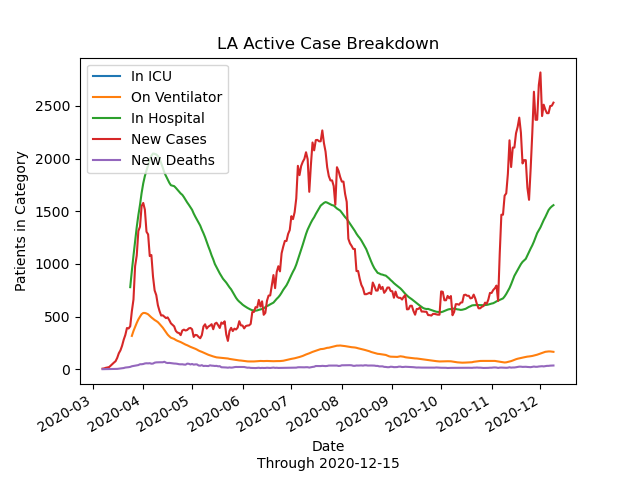 LA Active Case Breakdown
In ICU
On Ventilator
In Hospital
New Cases
New Deaths
Patients in Category
2500
2000
1500
1000
500
0
2020-03
2020-04
2020-05
2020-06
2020-07
2020-08
2020-09
2020-10
2020-11
2020-12
Date
Through 2020-12-15